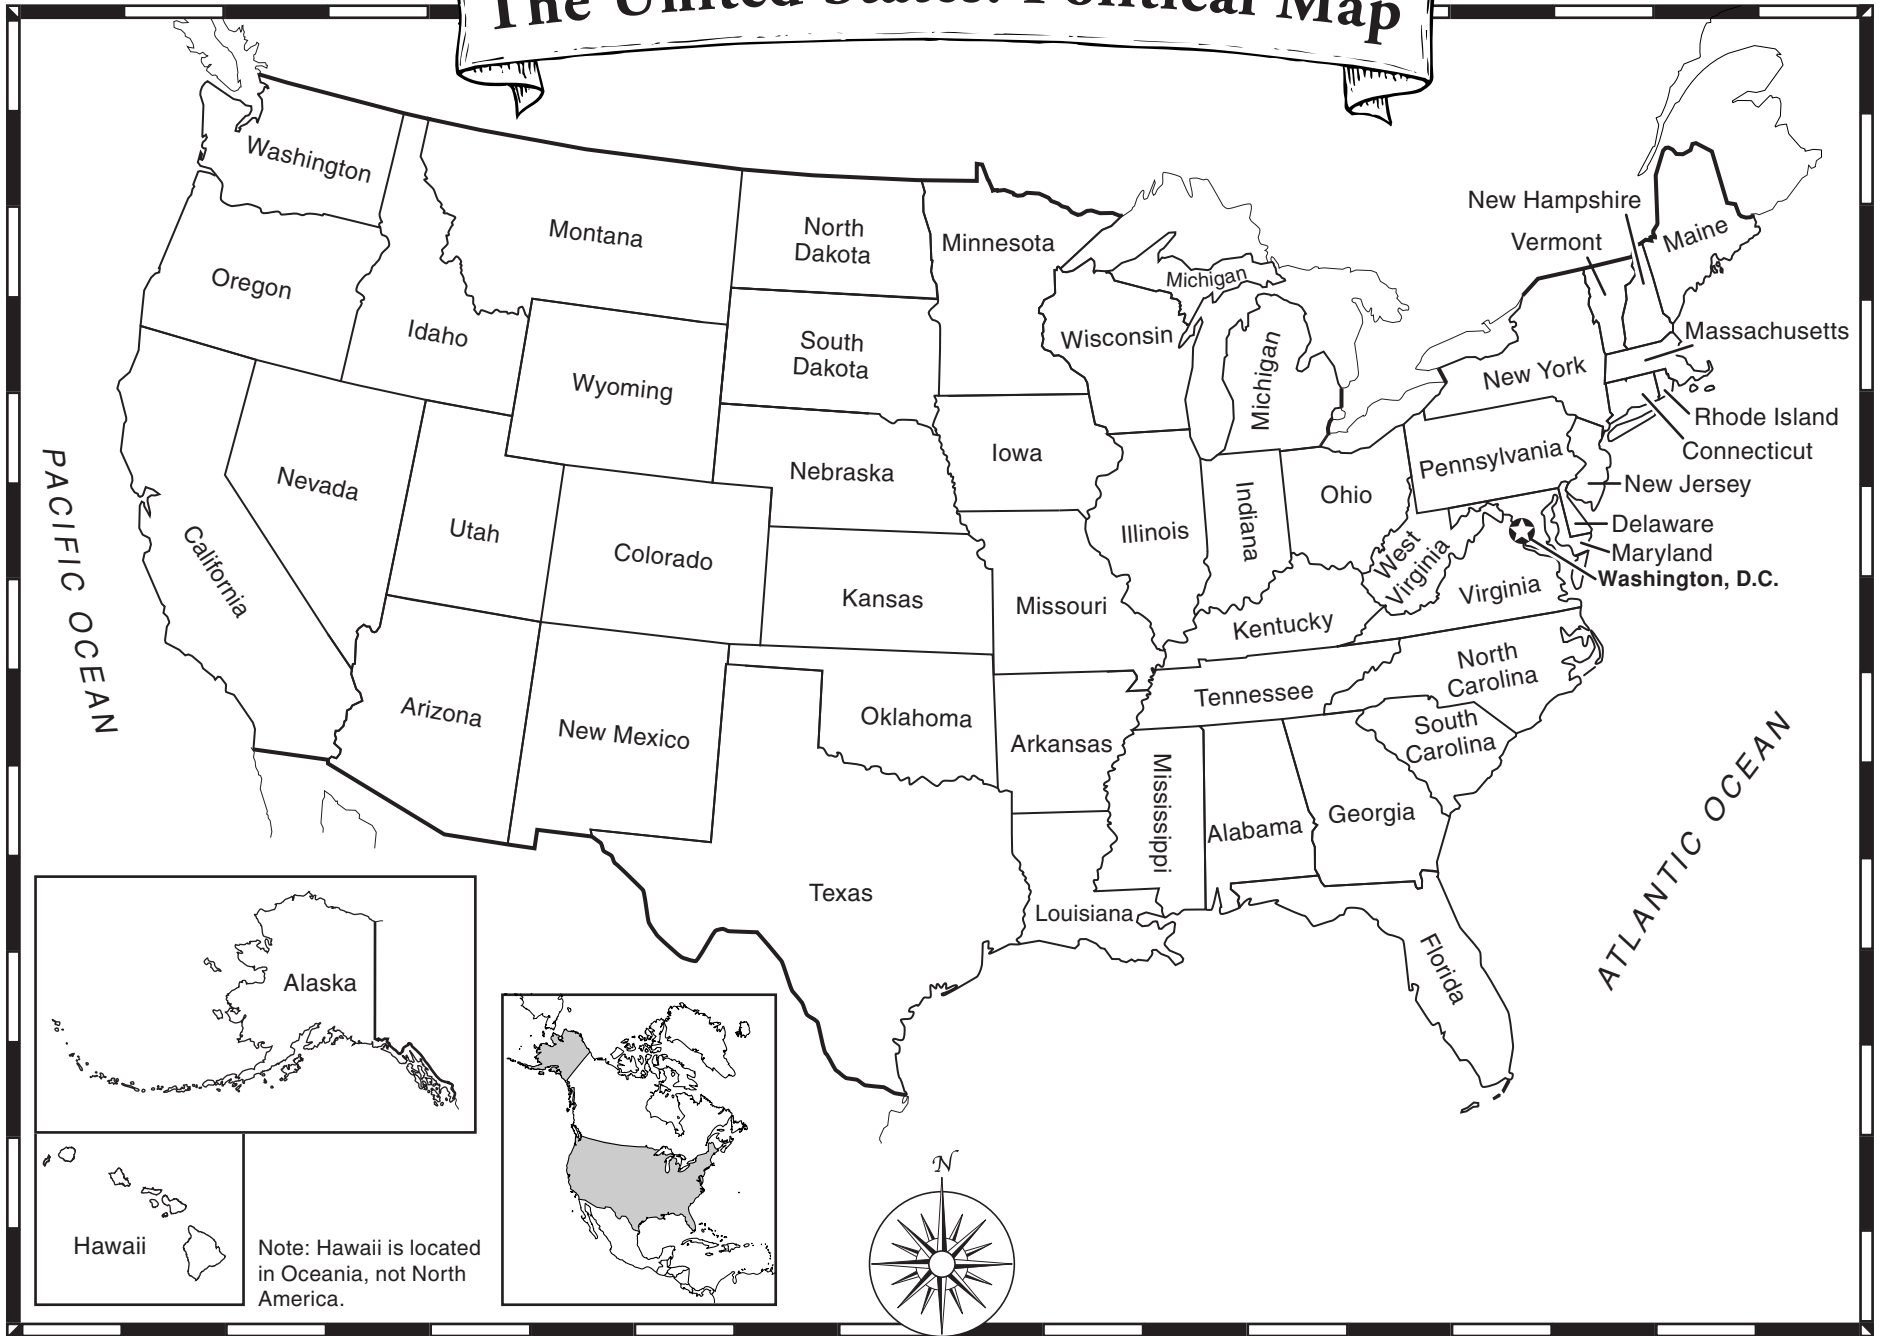 The United States: Political Map
Washington
Oregon
California
Nevada
Idaho
Montana
Wyoming
Utah
Arizona
Colorado
New Mexico
North
Dakota
South
Dakota
Nebraska
Kansas
Oklahoma
Texas
Minnesota
Iowa
Missouri
Arkansas
Louisiana
Wisconsin
Michigan
Michigan
Illinois
Indiana
Ohio
Kentucky
Tennessee
Mississippi
Alabama
Georgia
Florida
South
Carolina
North
Carolina
Virginia
West
Virginia
Pennsylvania
New York
New Hampshire
Vermont
Maine
Massachusetts
Rhode Island
Connecticut
New Jersey
Delaware
Maryland
Washington, D.C.
PACIFIC OCEAN
ATLANTIC OCEAN
Alaska
Hawaii
Note: Hawaii is located
in Oceania, not North
America.
N